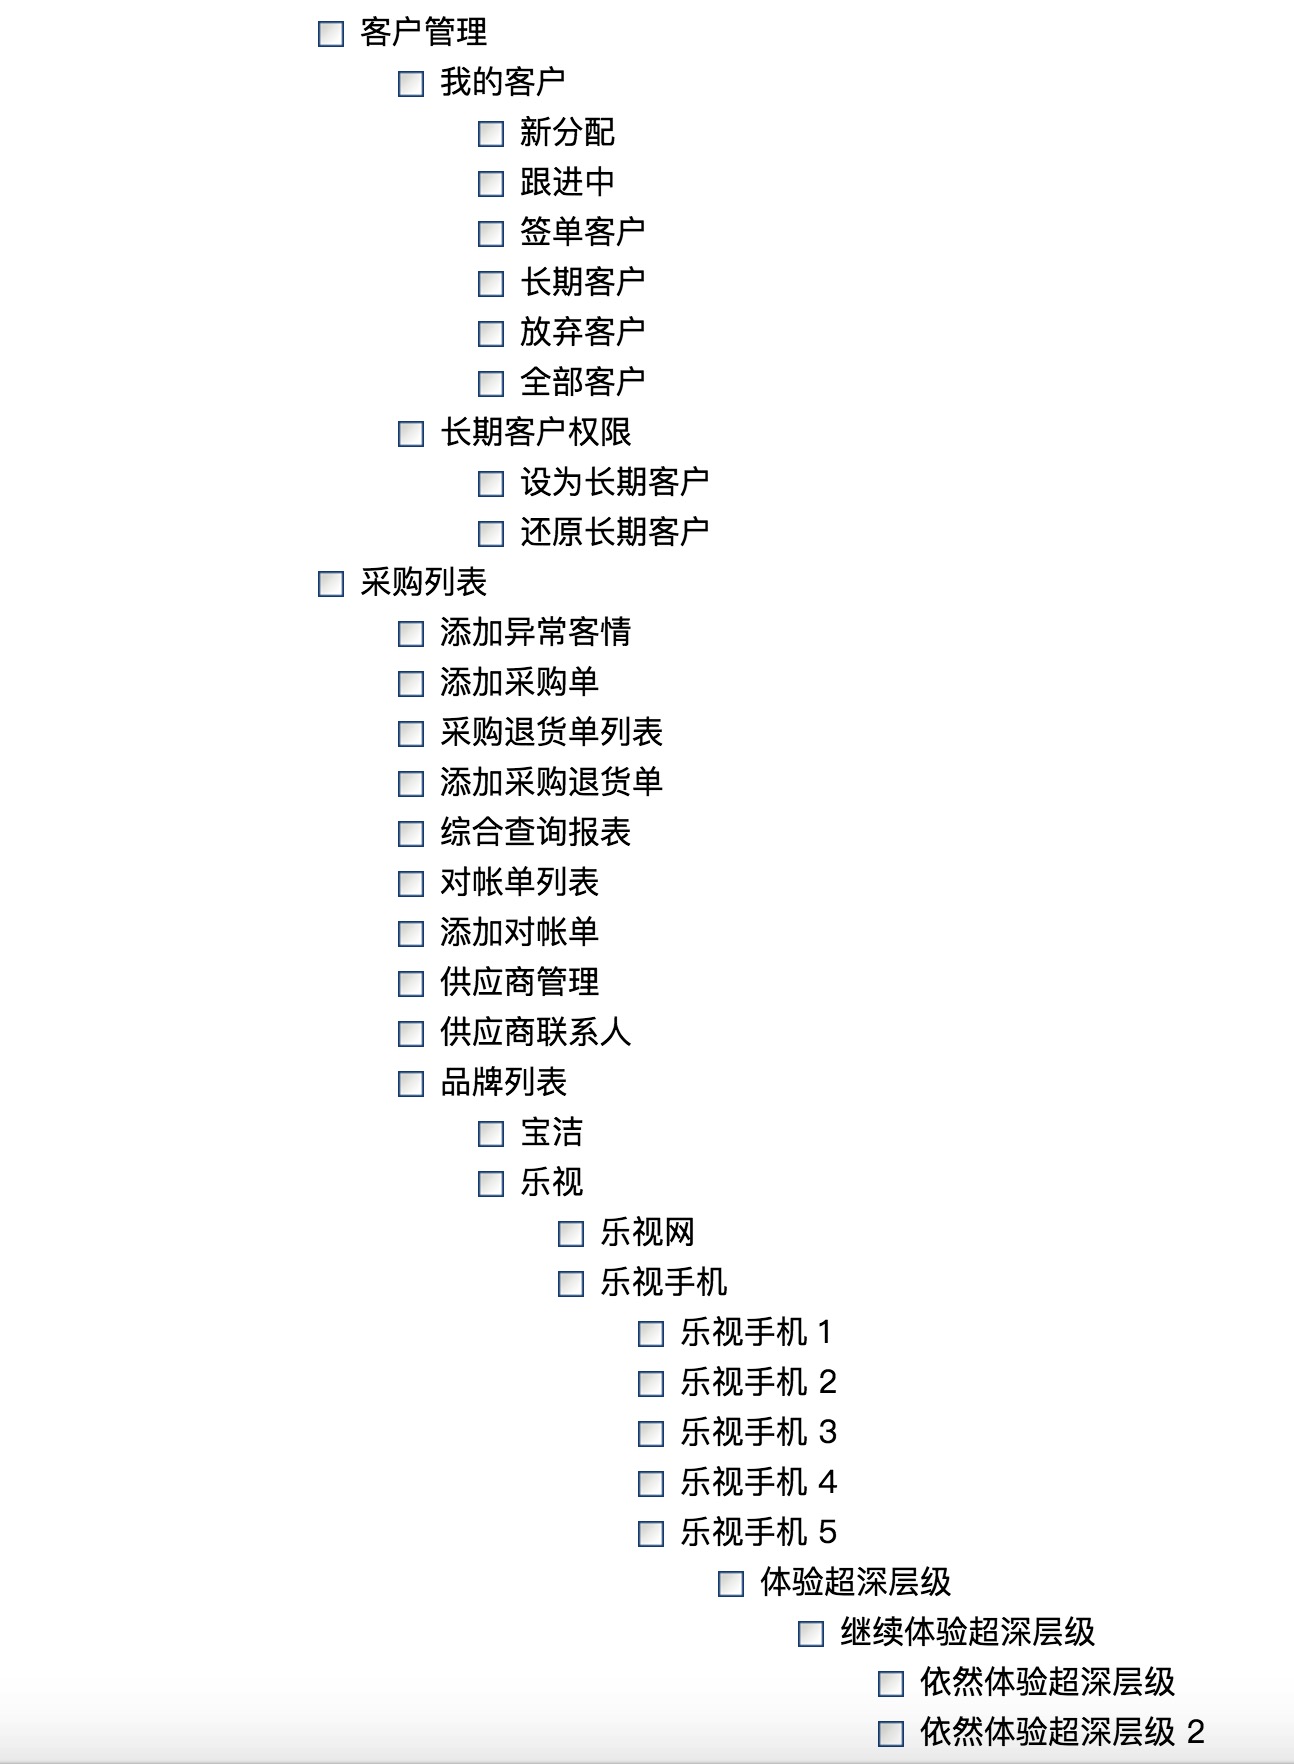 客户管理
我的客户
新分配
跟进中
签单客户
长期客户
放弃客户
全部客户
长期客户权限
设为长期客户
还原长期客户
采购列表
添加异常客情
添加采购单
采购退货单列表
添加采购退货单
综合查询报表
对帐单列表
添加对帐单
供应商管理
供应商联系人
品牌列表
宝洁
乐视
乐视网
乐视手机
乐视手机 1
乐视手机 2
乐视手机 3
乐视手机 4
乐视手机 5
体验超深层级
继续体验超深层级
依然体验超深层级
依然体验超深层级 2